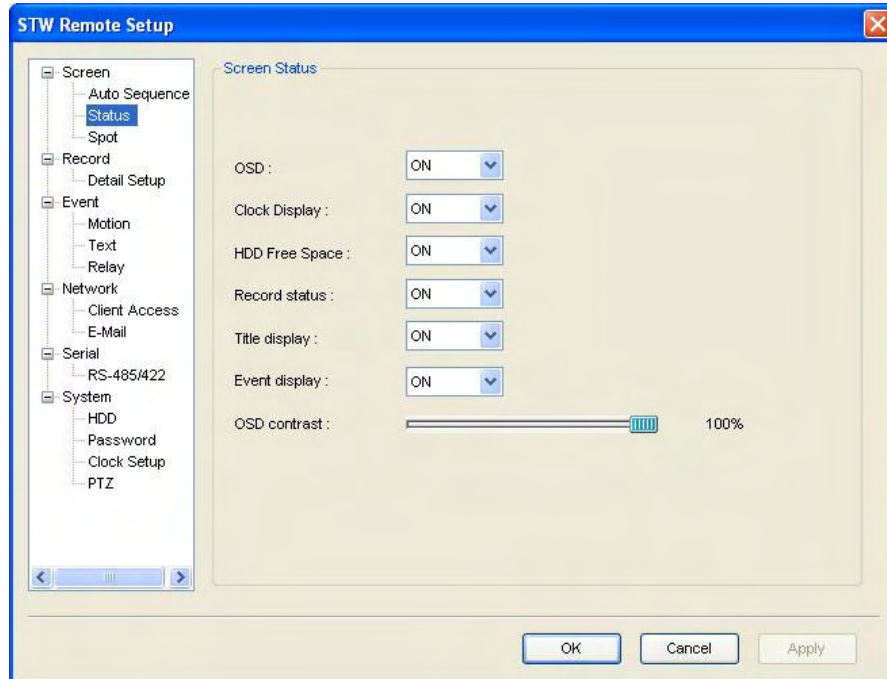 STW Remote Setup
Screen
Auto Sequence
Status
Spot
Record
Detail Setup
Event
Motion
Text
Relay
Network
Client Access
E-Mail
Serial
RS-485/422
System
HDD
Password
Clock Setup
PTZ
Screen Status
OSD : ON
Clock Display : ON
HDD Free Space : ON
Record status : ON
Title display : ON
Event display : ON
OSD contrast : 100%
OK Cancel Apply